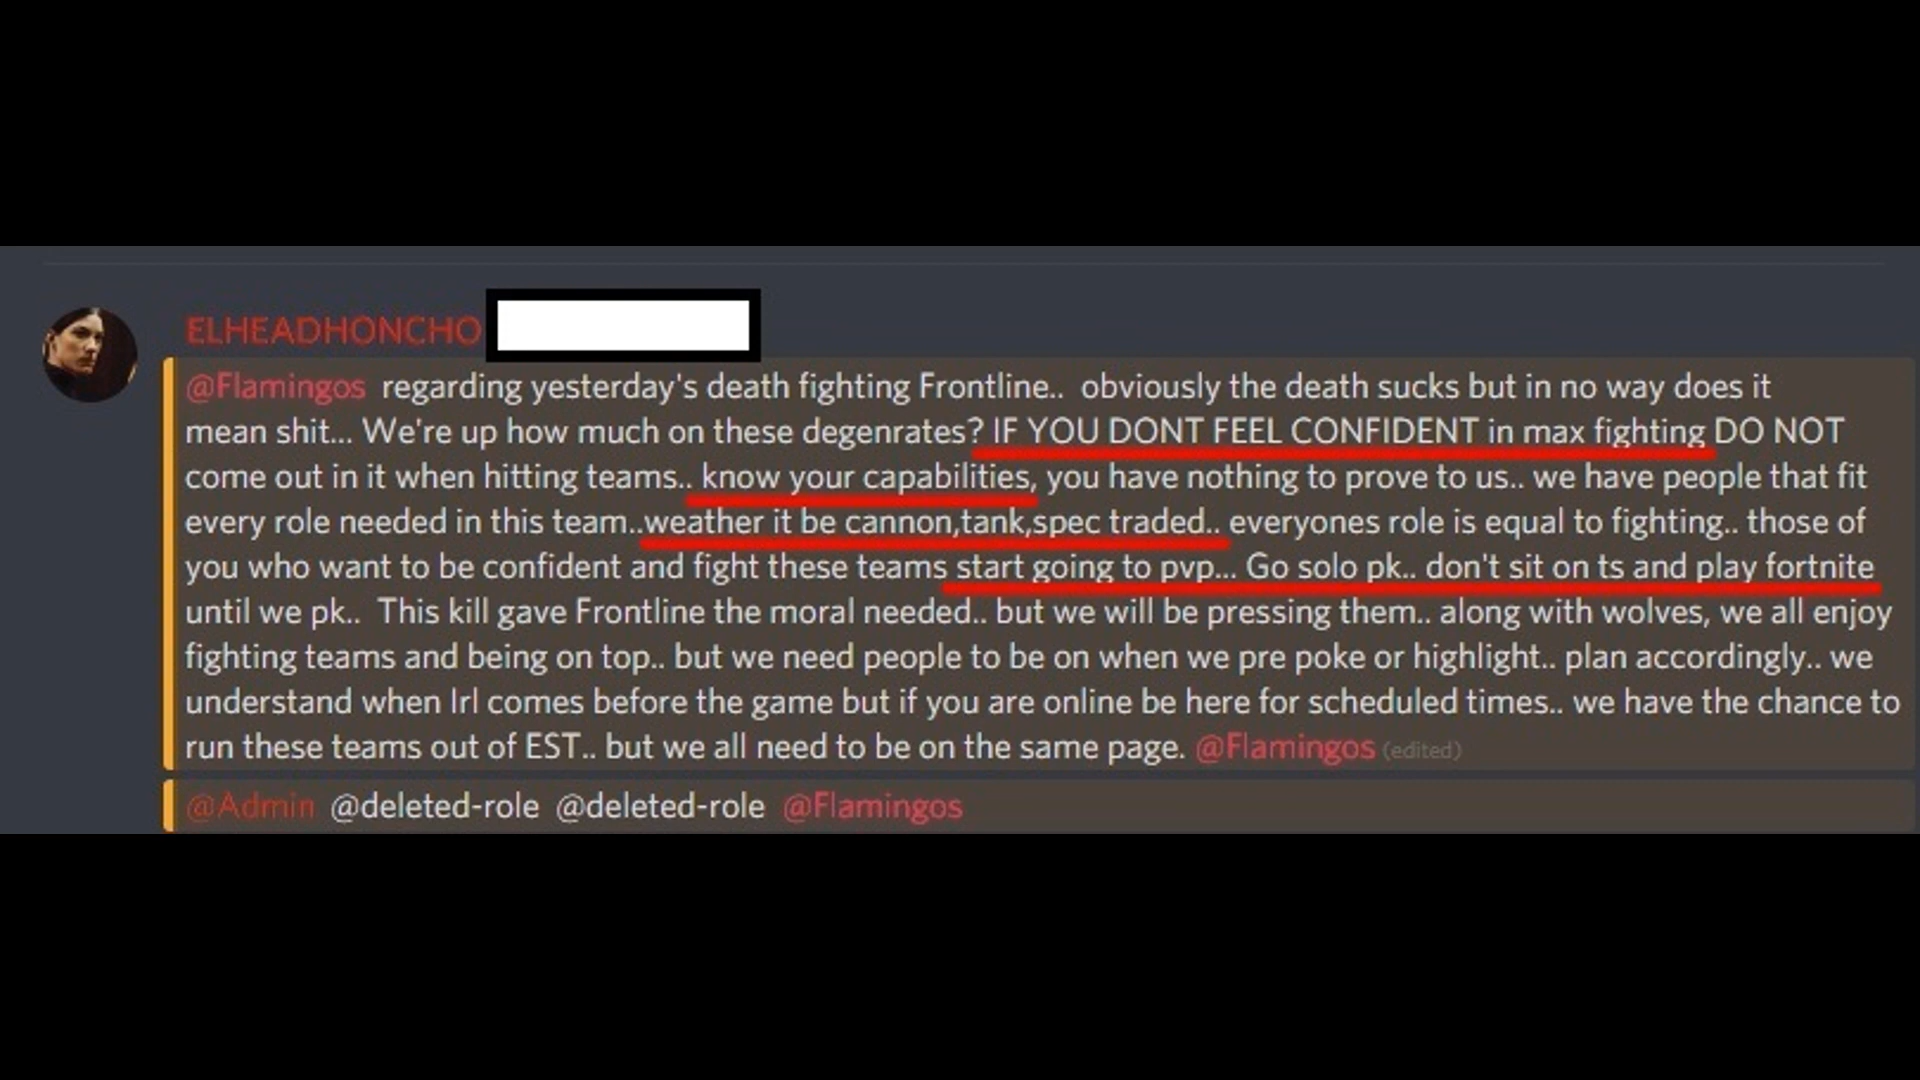 ELHEADHONCHO
@Flamingos regarding yesterday's death fighting Frontline.. obviously the death sucks but in no way does it
mean shit... We're up how much on these degenrates? IF YOU DONT FEEL CONFIDENT in max fighting DO NOT
come out in it when hitting teams.. know your capabilities, you have nothing to prove to us.. we have people that fit
every role needed in this team..weather it be cannon,tank,spec traded.. everyones role is equal to fighting.. those of
you who want to be confident and fight these teams start going to pvp... Go solo pk.. don't sit on ts and play fortnite
until we pk.. This kill gave Frontline the moral needed.. but we will be pressing them.. along with wolves, we all enjoy
fighting teams and being on top.. but we need people to be on when we pre poke or highlight.. plan accordingly.. we
understand when Irl comes before the game but if you are online be here for scheduled times.. we have the chance to
run these teams out of EST.. but we all need to be on the same page. @Flamingos (edited)
@Admin @deleted-role @deleted-role @Flamingos